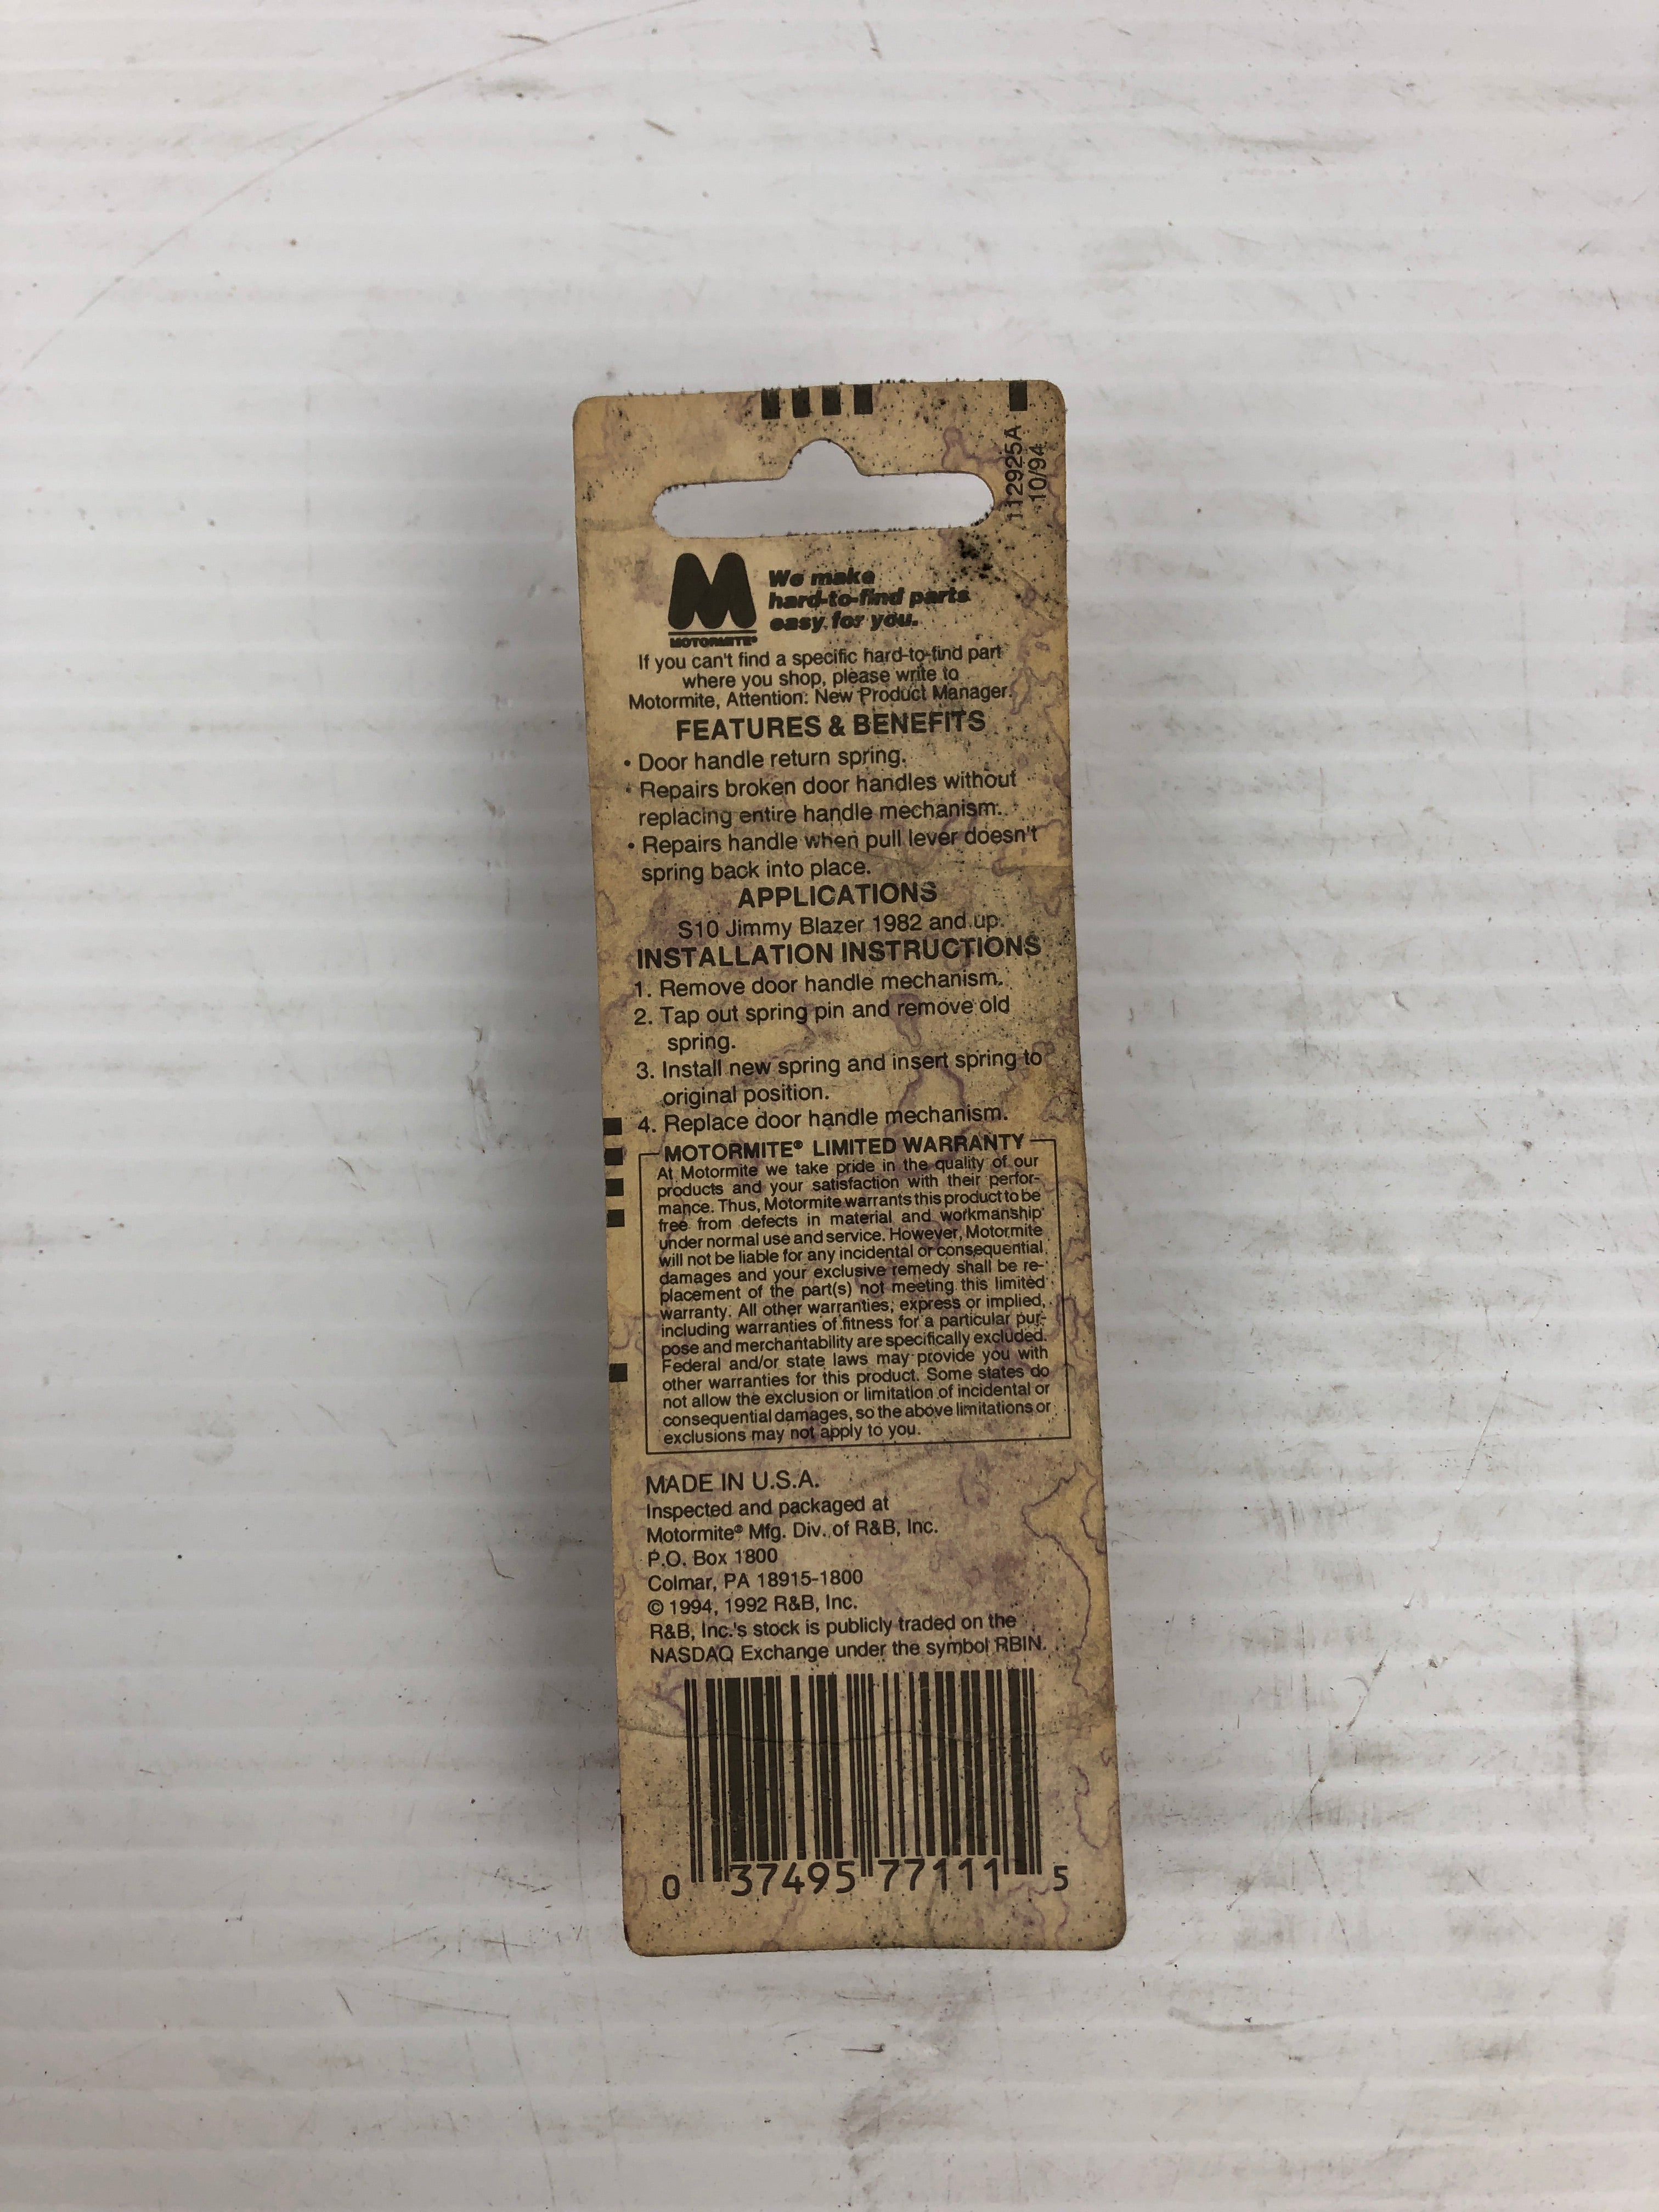 112925A
10/94
We make
hard-to-find parts
easy for you.
MOTORMITE®
If you can't find a specific hard-to-find part
where you shop, please write to
Motormite, Attention: New Product Manager.
FEATURES & BENEFITS
• Door handle return spring.
• Repairs broken door handles without
replacing entire handle mechanism.
• Repairs handle when pull lever doesn't
spring back into place.
APPLICATIONS
S10 Jimmy Blazer 1982 and up.
INSTALLATION INSTRUCTIONS
1. Remove door handle mechanism.
2. Tap out spring pin and remove old
spring.
3. Install new spring and insert spring to
original position.
4. Replace door handle mechanism.
MOTORMITE® LIMITED WARRANTY
At Motormite we take pride in the quality of our
products and your satisfaction with their perfor-
mance. Thus, Motormite warrants this product to be
free from defects in material and workmanship
under normal use and service. However, Motormite
will not be liable for any incidental or consequential
damages and your exclusive remedy shall be re-
placement of the part(s) not meeting this limited
warranty. All other warranties, express or implied,
including warranties of fitness for a particular pur-
pose and merchantability are specifically excluded.
Federal and/or state laws may provide you with
other warranties for this product. Some states do
not allow the exclusion or limitation of incidental or
consequential damages, so the above limitations or
exclusions may not apply to you.
MADE IN U.S.A.
Inspected and packaged at
Motormite® Mfg. Div. of R&B, Inc.
P.O. Box 1800
Colmar, PA 18915-1800
© 1994, 1992 R&B, Inc.
R&B, Inc.'s stock is publicly traded on the
NASDAQ Exchange under the symbol RBIN.
0 37495 77111 5